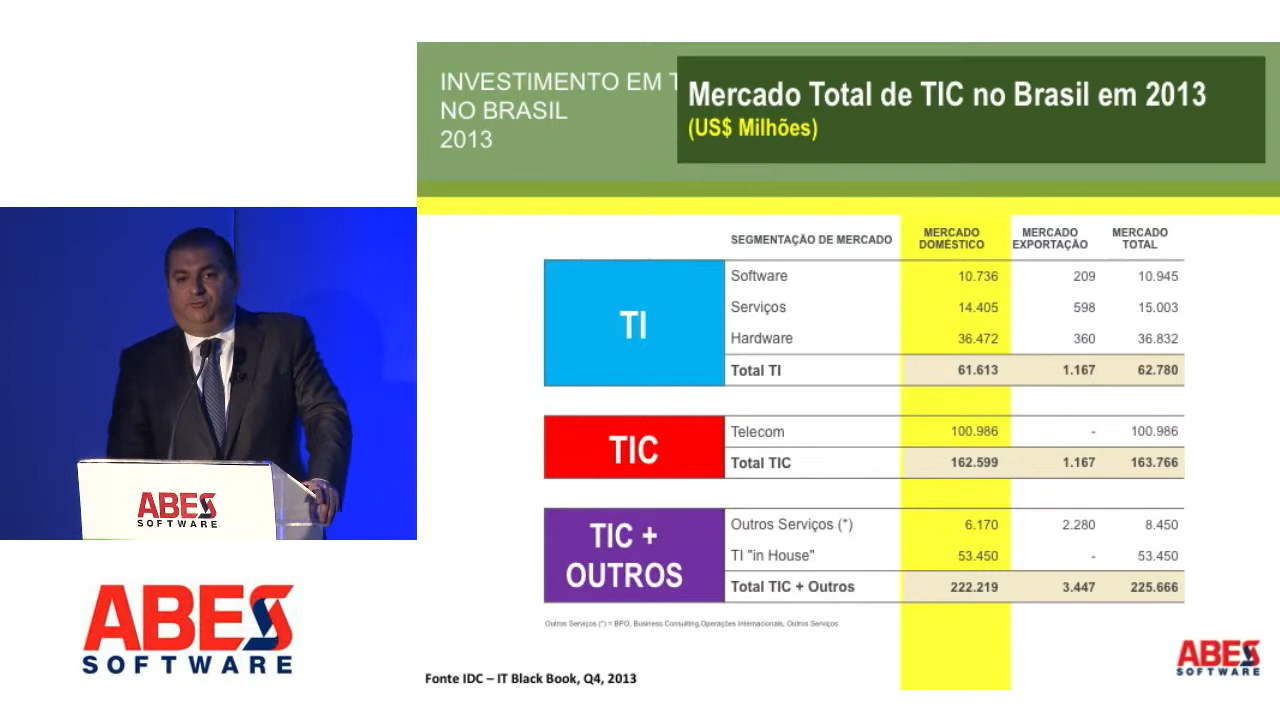 INVESTIMENTO EM T
NO BRASIL
2013
Mercado Total de TIC no Brasil em 2013
(US$ Milhões)
SEGMENTAÇÃO DE MERCADO MERCADO DOMÉSTICO MERCADO EXPORTAÇÃO MERCADO TOTAL
TI
Software 10.736 209 10.945
Serviços 14.405 598 15.003
Hardware 36.472 360 36.832
Total TI 61.613 1.167 62.780
TIC
Telecom 100.986 - 100.986
Total TIC 162.599 1.167 163.766
TIC +
OUTROS
Outros Serviços (*) 6.170 2.280 8.450
TI "in House" 53.450 - 53.450
Total TIC + Outros 222.219 3.447 225.666
Outros Serviços (*) = BPO, Business Consulting,Operações Internacionais, Outros Serviços
Fonte IDC – IT Black Book, Q4, 2013
ABES
SOFTWARE
ABES
SOFTWARE
ABES
SOFTWARE